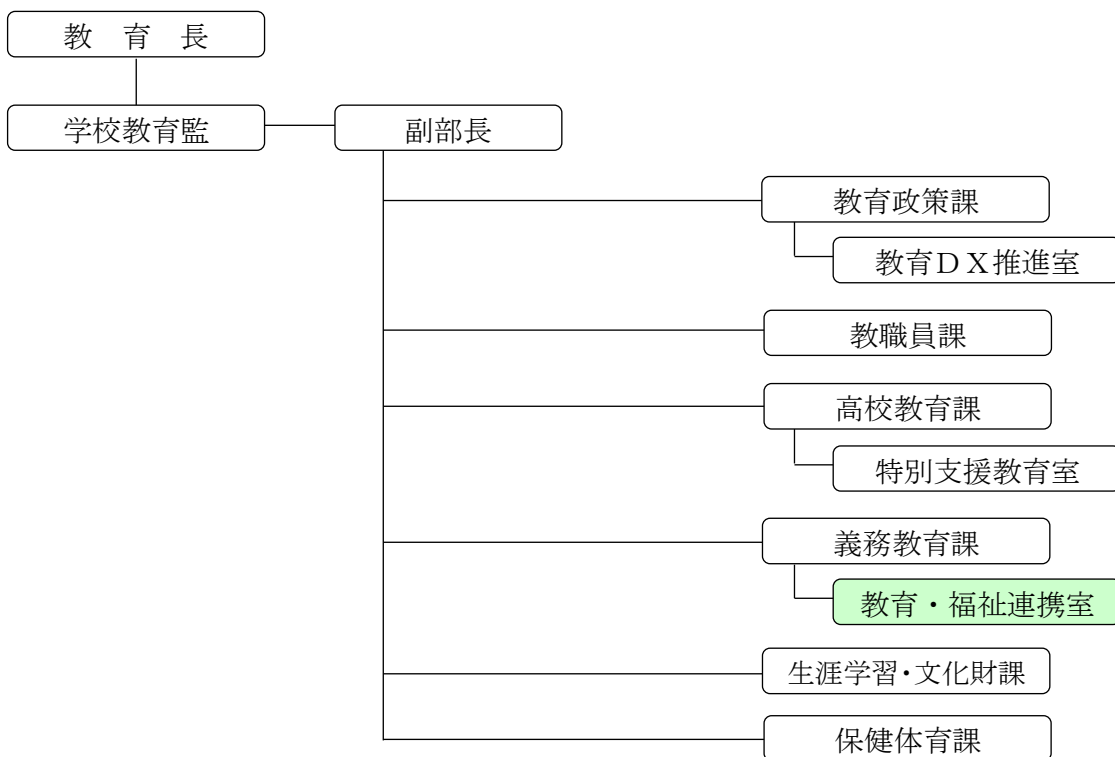 教　育　長
学校教育監
副部長
教育政策課
教育ＤＸ推進室
教職員課
高校教育課
特別支援教育室
義務教育課
教育・福祉連携室
生涯学習・文化財課
保健体育課